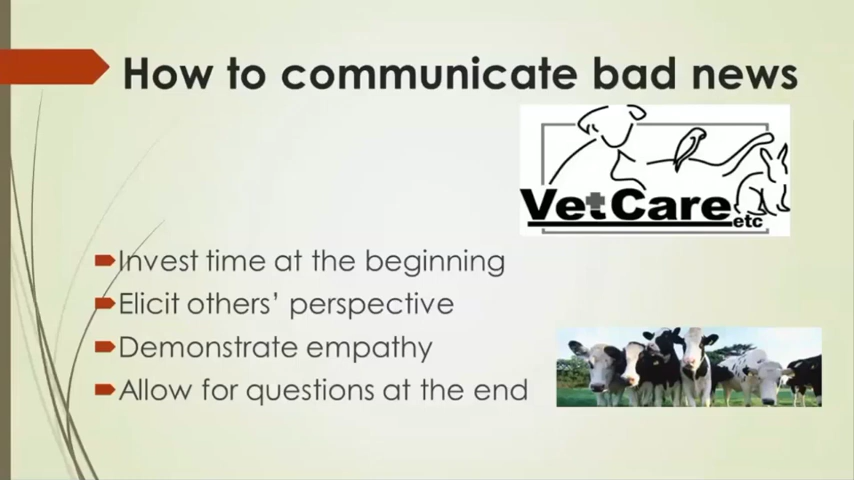 How to communicate bad news
VetCare
etc
Invest time at the beginning
Elicit others’ perspective
Demonstrate empathy
Allow for questions at the end